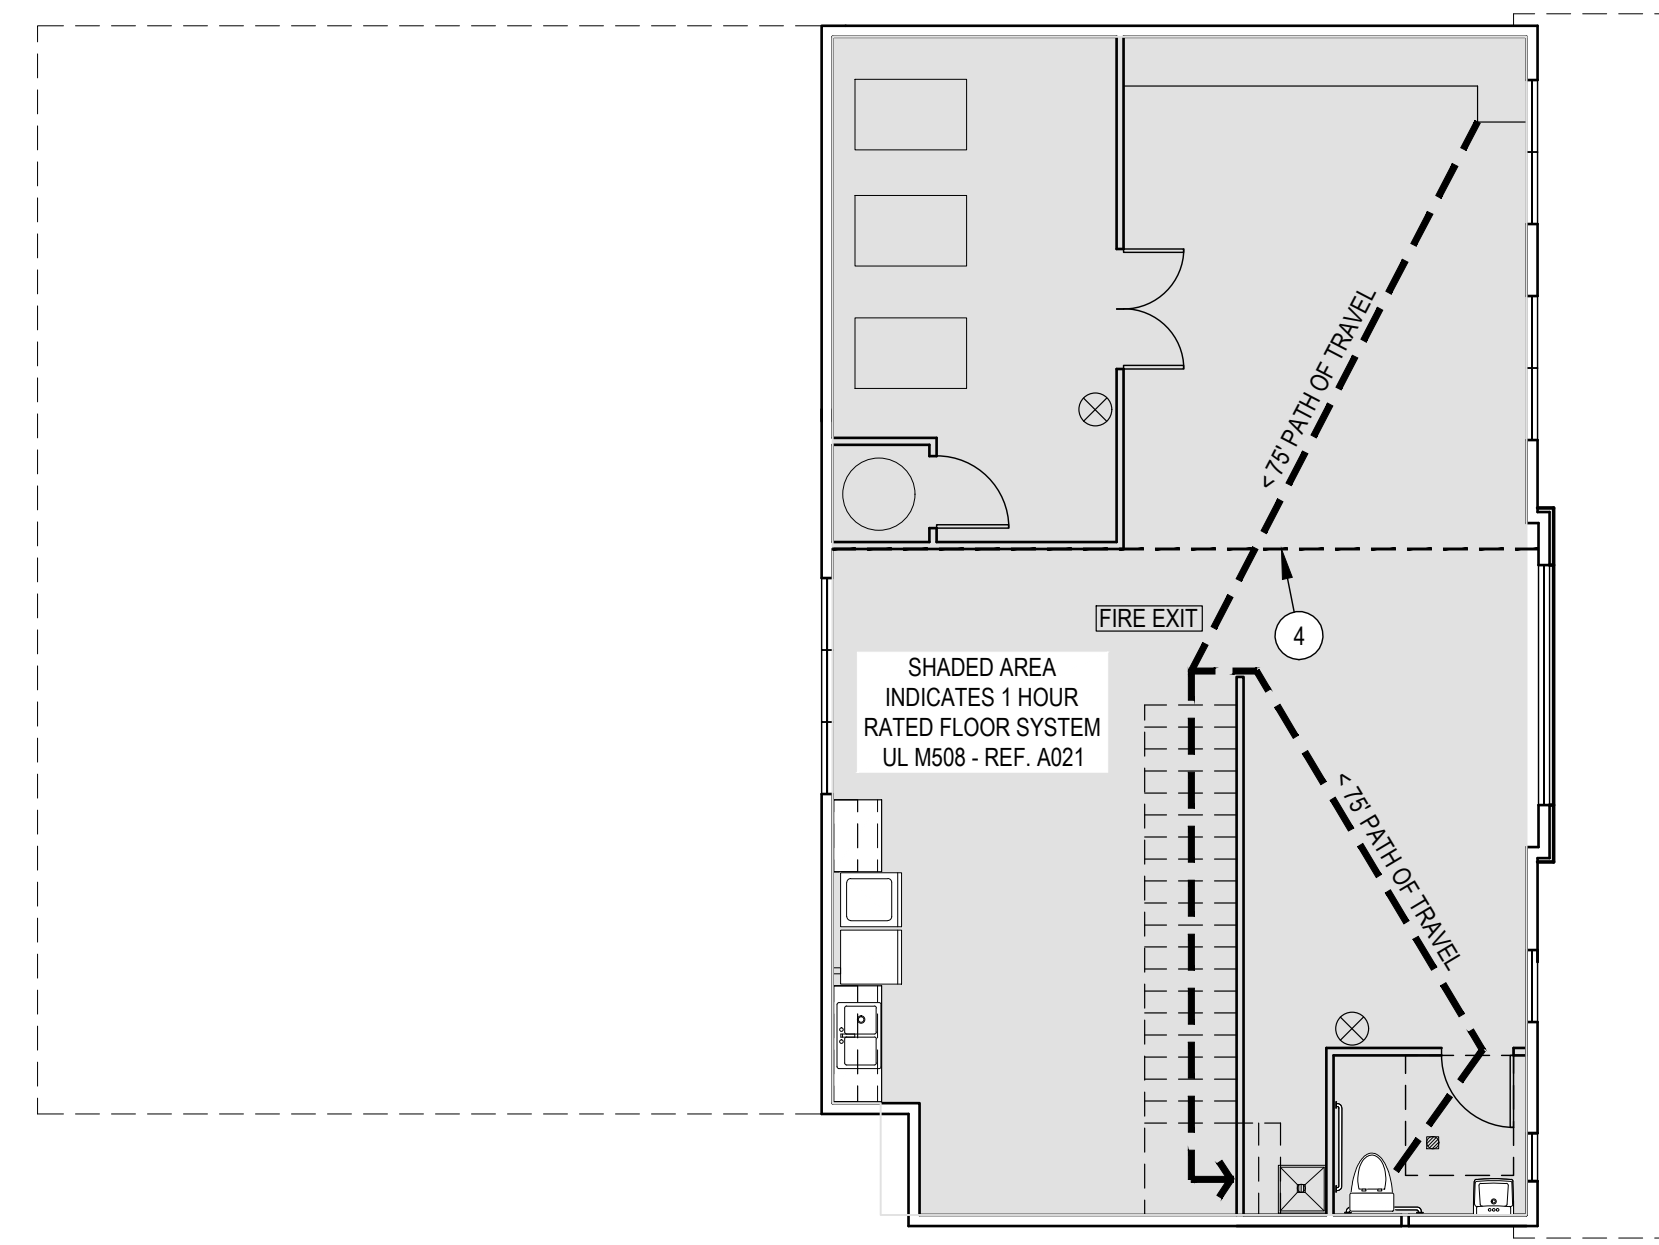 < 75' PATH OF TRAVEL
FIRE EXIT
4
SHADED AREA
INDICATES 1 HOUR
RATED FLOOR SYSTEM
UL M508 - REF. A021
< 75' PATH OF TRAVEL